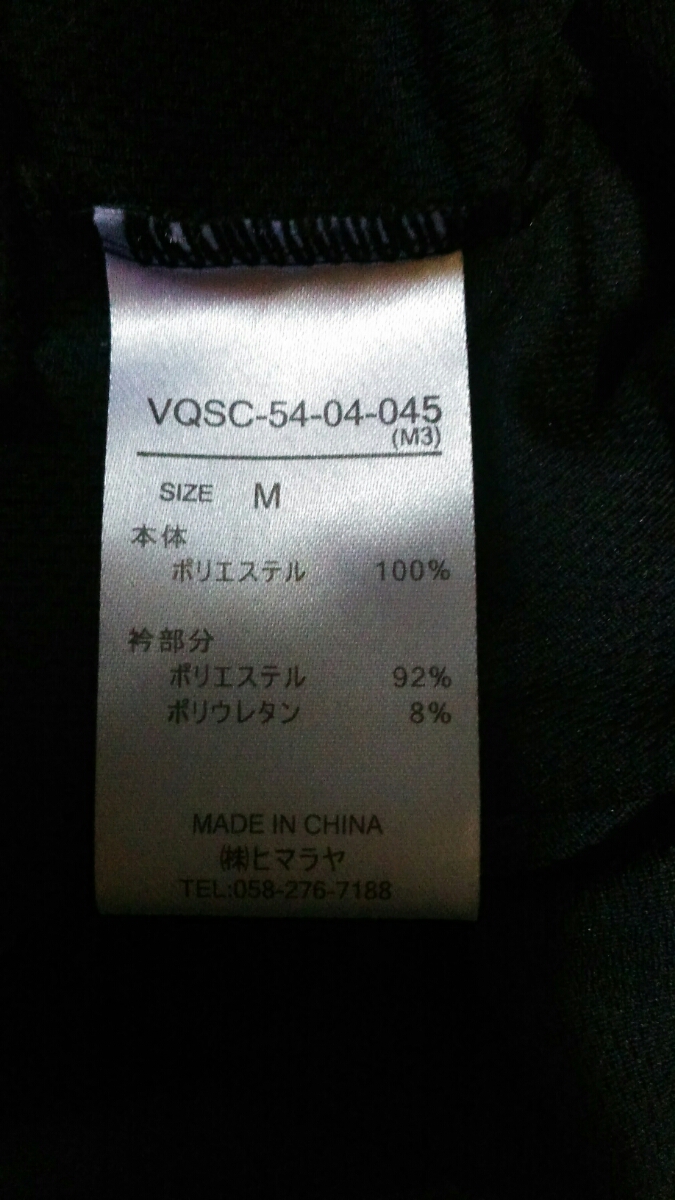 VQSC-54-04-045
(M3)
SIZE M
本体
ポリエステル 100%
衿部分
ポリエステル 92%
ポリウレタン 8%
MADE IN CHINA
㈱ヒマラヤ
TEL:058-276-7188